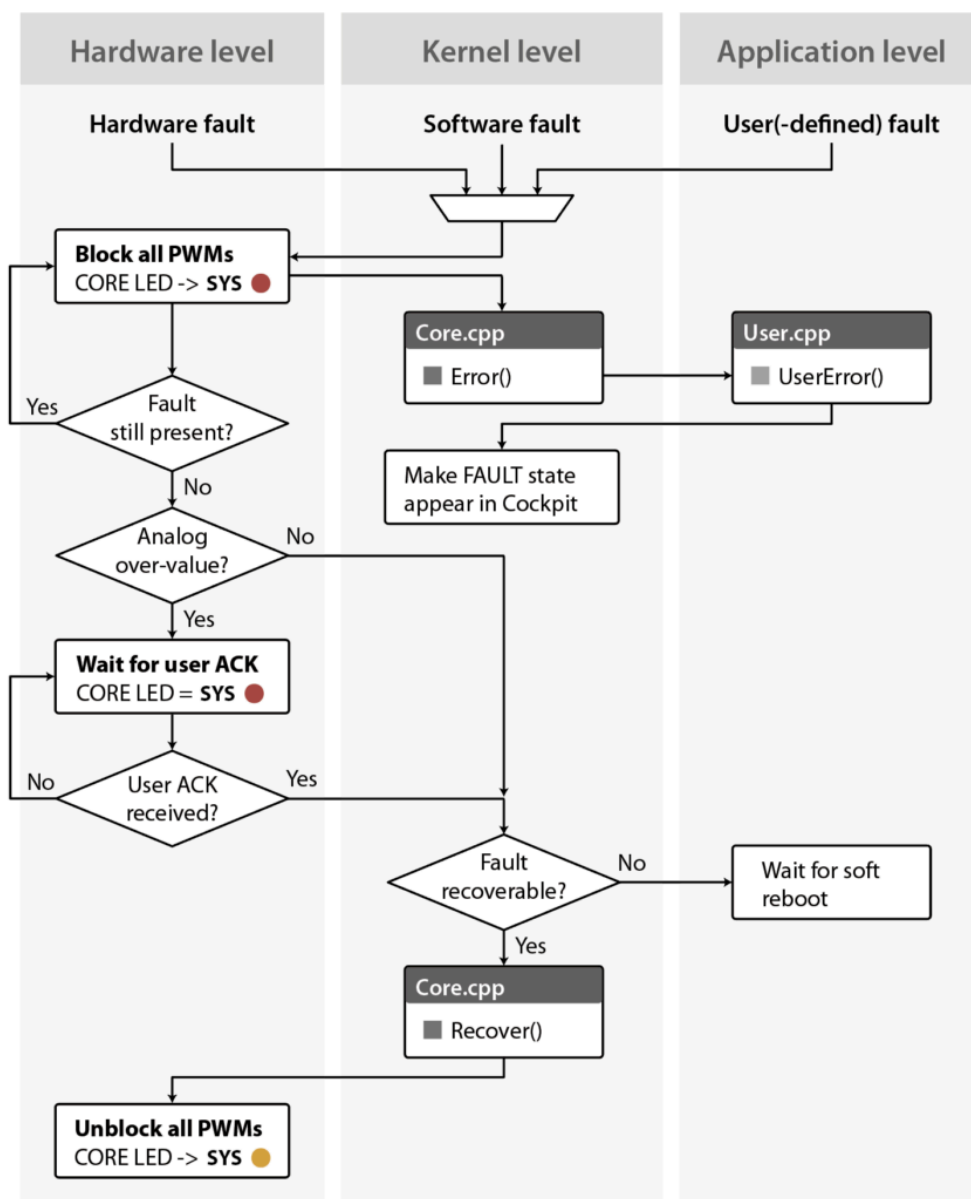 Hardware level
Kernel level
Application level
Hardware fault
Software fault
User(-defined) fault
Block all PWMs
CORE LED -> SYS
Core.cpp
Error()
User.cpp
UserError()
Yes
Fault
still present?
Make FAULT state
appear in Cockpit
No
Analog
over-value?
No
Yes
Wait for user ACK
CORE LED = SYS
No
User ACK
received?
Yes
Fault
recoverable?
No
Wait for soft
reboot
Yes
Core.cpp
Recover()
Unblock all PWMs
CORE LED -> SYS